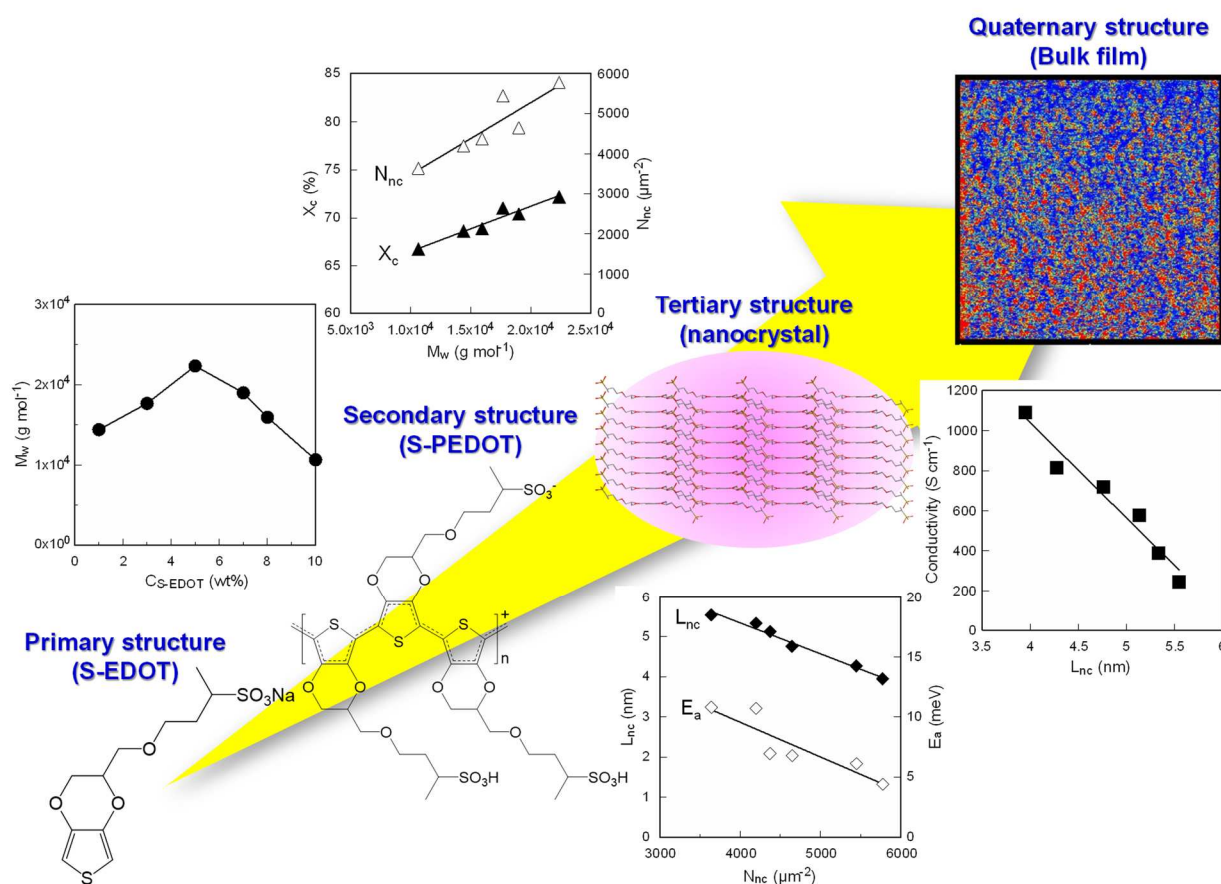 Quaternary structure
(Bulk film)
85
80
75
70
65
60
X_c (%)
6000
5000
4000
3000
2000
1000
0
N_nc (µm⁻²)
N_nc
X_c
5.0x10³
1.0x10⁴
1.5x10⁴
2.0x10⁴
2.5x10⁴
M_w (g mol⁻¹)
Tertiary structure
(nanocrystal)
3x10⁴
2x10⁴
1x10⁴
0x10⁰
M_w (g mol⁻¹)
0 2 4 6 8 10
C_S-EDOT (wt%)
Secondary structure
(S-PEDOT)
SO₃⁻
O
O O
S S
S
+
n
O O
O O
O O
SO₃H SO₃H
Primary structure
(S-EDOT)
SO₃Na
O
O O
S
1200
1000
800
600
400
200
0
Conductivity (S cm⁻¹)
3.5 4 4.5 5 5.5 6
L_nc (nm)
6
5
4
3
2
1
0
L_nc (nm)
20
15
10
5
0
E_a (meV)
L_nc
E_a
3000 4000 5000 6000
N_nc (µm⁻²)